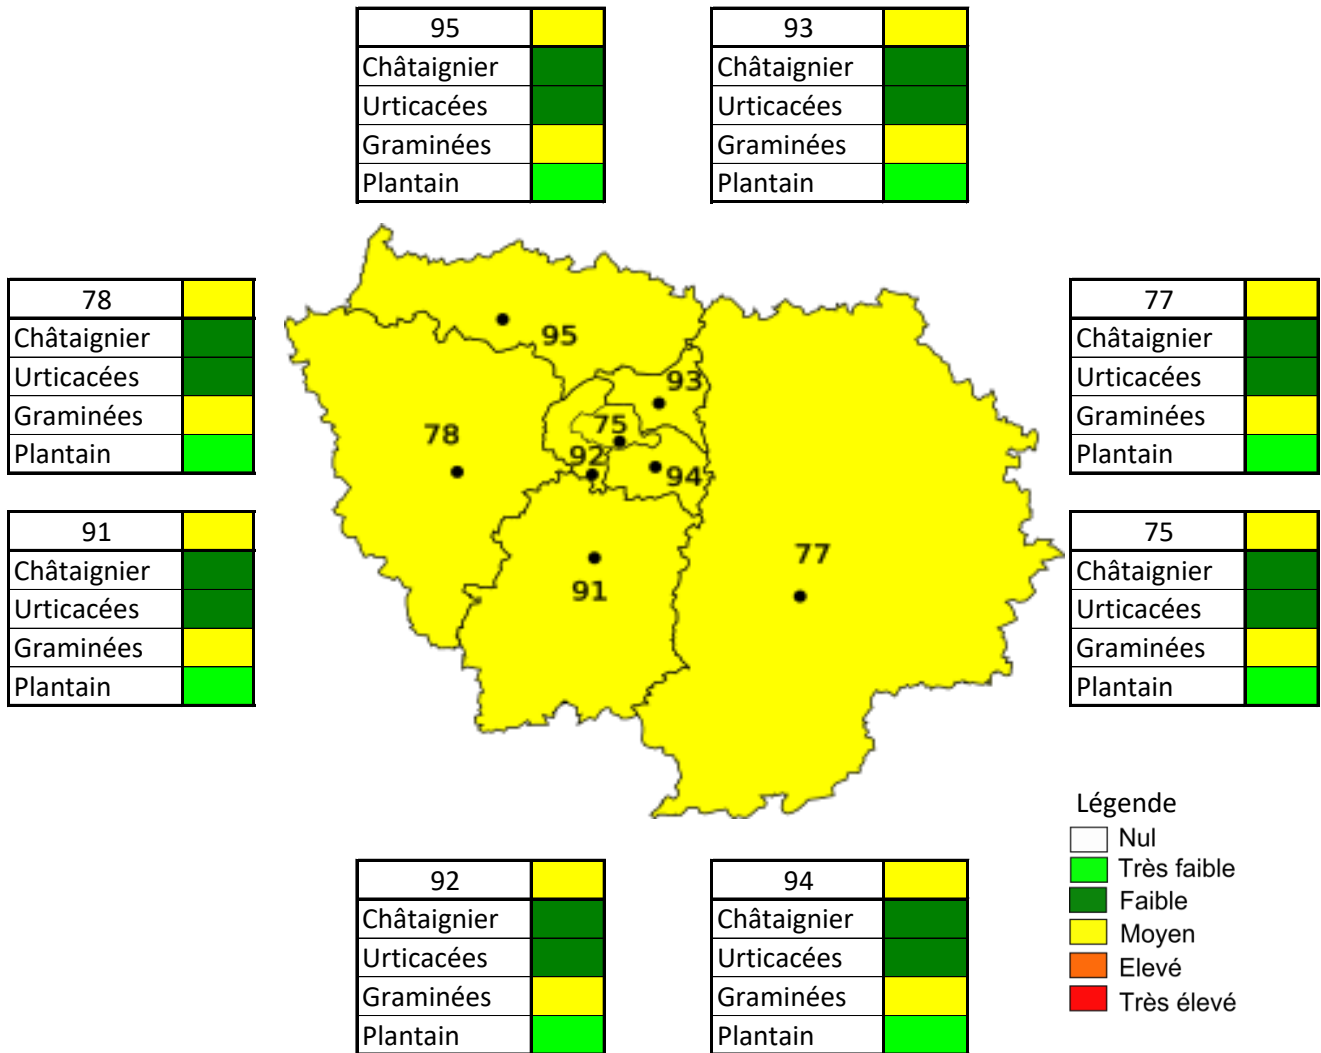 95
Châtaignier
Urticacées
Graminées
Plantain
93
Châtaignier
Urticacées
Graminées
Plantain
78
Châtaignier
Urticacées
Graminées
Plantain
91
Châtaignier
Urticacées
Graminées
Plantain
95
93
75
78
92
94
77
91
77
Châtaignier
Urticacées
Graminées
Plantain
75
Châtaignier
Urticacées
Graminées
Plantain
92
Châtaignier
Urticacées
Graminées
Plantain
94
Châtaignier
Urticacées
Graminées
Plantain
Légende
Nul
Très faible
Faible
Moyen
Elevé
Très élevé